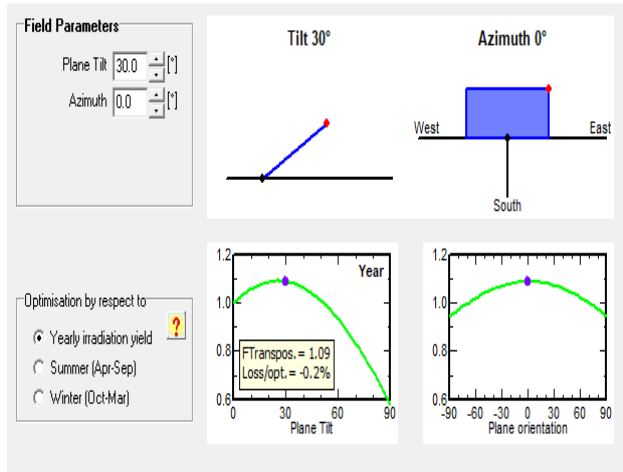 Field Parameters
Plane Tilt 30.0 [°]
Azimuth 0.0 [°]
Tilt 30°
Azimuth 0°
West
East
South
Optimisation by respect to
Yearly irradiation yield
Summer (Apr-Sep)
Winter (Oct-Mar)
?
1.2
1.0
0.8
0.6
Year
FTranspos. = 1.09
Loss/opt. = -0.2%
0 30 60 90
Plane Tilt
1.2
1.0
0.8
0.6
-90 -60 -30 0 30 60 90
Plane orientation